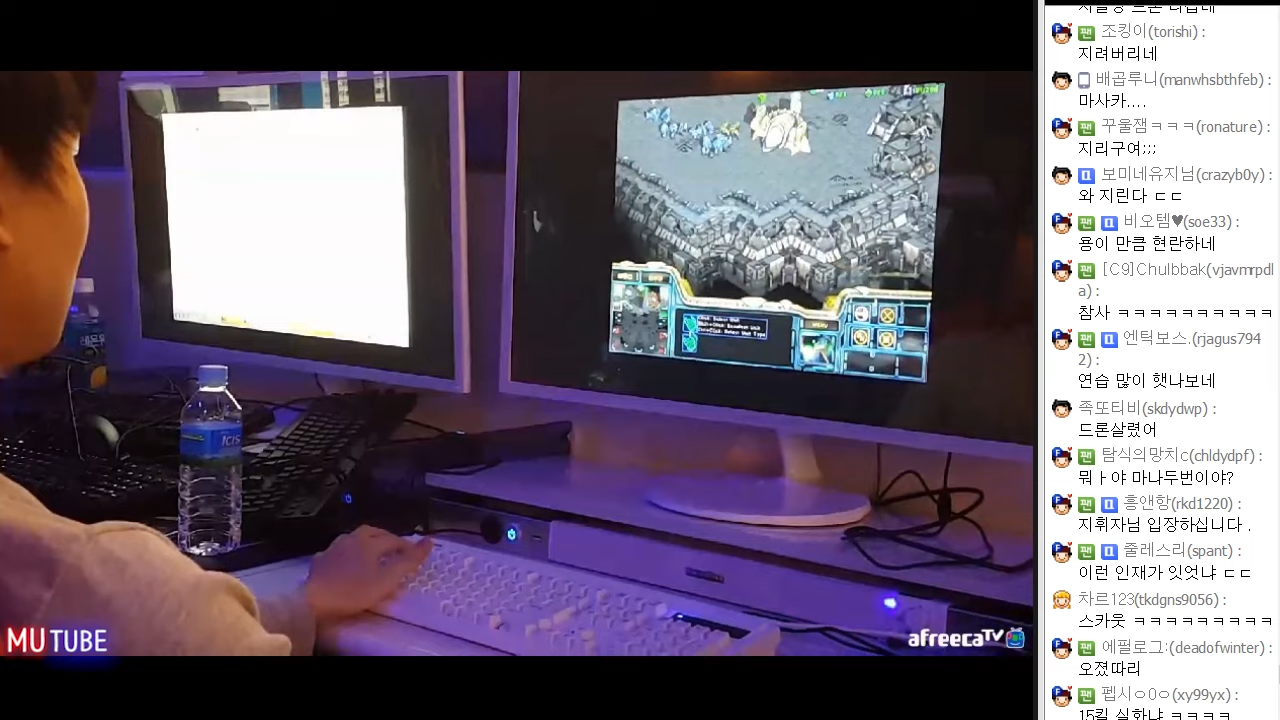 조킹이(torishi) :
지려버리네
배곱루니(manwhsbthfeb) :
마사카....
꾸울잼ㅋㅋㅋ(ronature) :
지리구여;;;
보미네유지님(crazyb0y) :
와 지린다 ㄷㄷ
비오템♥(soe33) :
용이 만큼 현란하네
[C9]Chulbbak(vjavmrpdl
a) :
참사 ㅋㅋㅋㅋㅋㅋㅋㅋㅋㅋ
엔턱보스.(rjagus794
2) :
연습 많이 햇나보네
족또티비(skdydwp) :
드론살렸어
탐식의망치c(chldydpf) :
뭐ㅏ야 마나두번이야?
홍앤항(rkd1220) :
지휘자님 입장하십니다 .
줄레스리(spant) :
이런 인재가 잇엇냐 ㄷㄷ
차르123(tkdgns9056) :
스카웃 ㅋㅋㅋㅋㅋㅋㅋㅋㅋ
에필로그:(deadofwinter) :
오졌따리
펩시ㅇ0ㅇ(xy99yx) :
15킬 실화냐 ㅋㅋㅋㅋ
ICIS
MUTUBE
afreecaTV